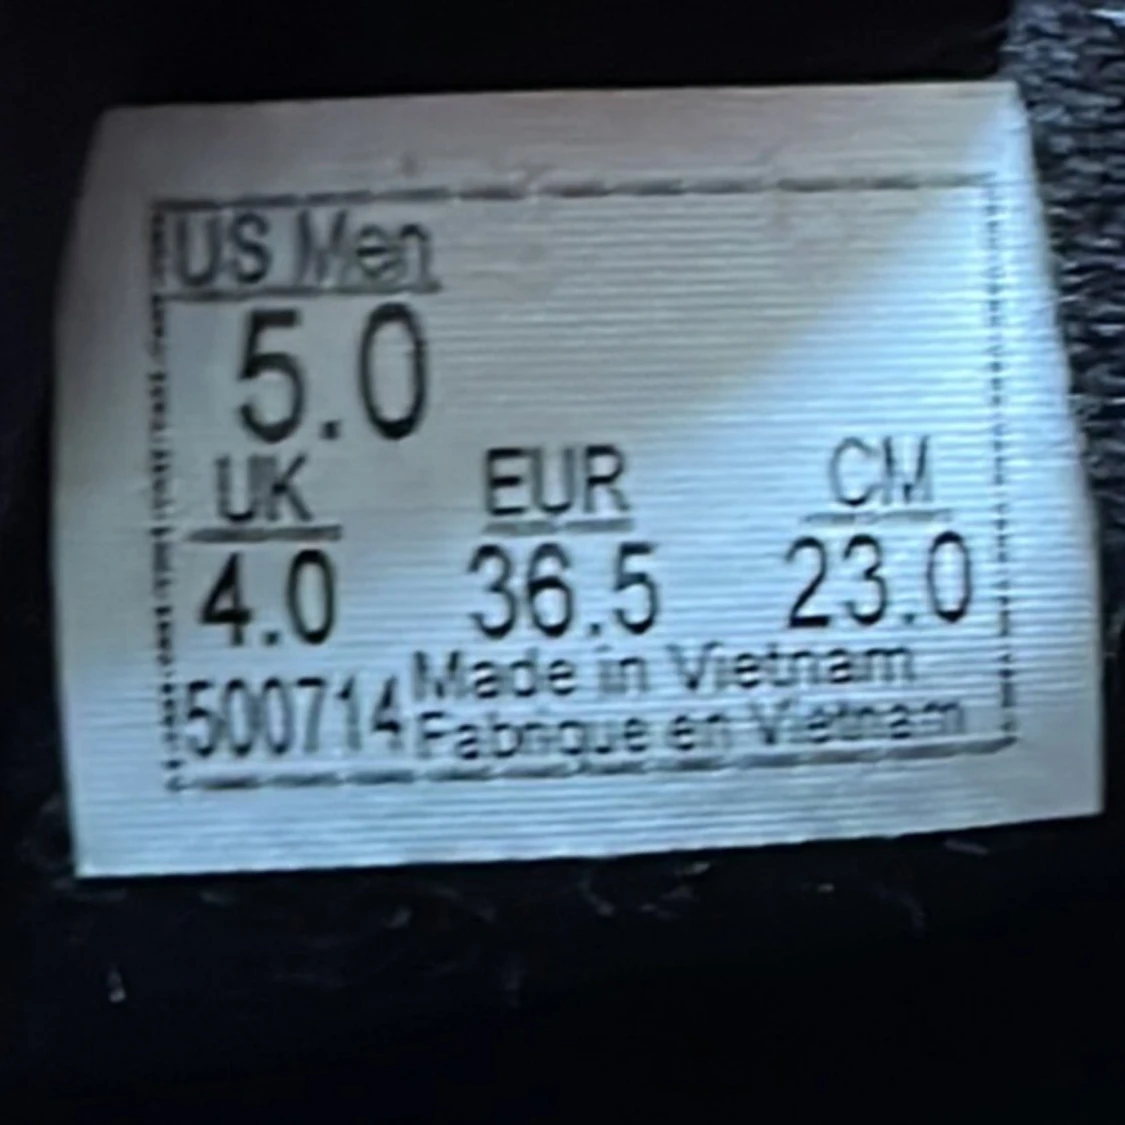 US Men
5.0
UK EUR CM
4.0 36.5 23.0
500714 Made in Vietnam
Fabrique en Vietnam